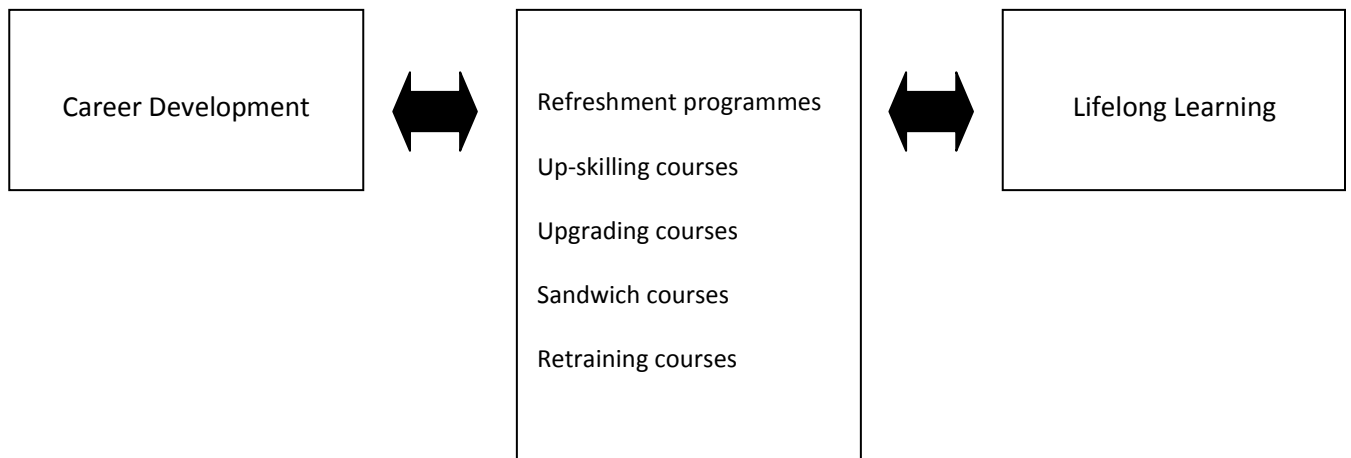 Career Development
Refreshment programmes
Up-skilling courses
Upgrading courses
Sandwich courses
Retraining courses
Lifelong Learning